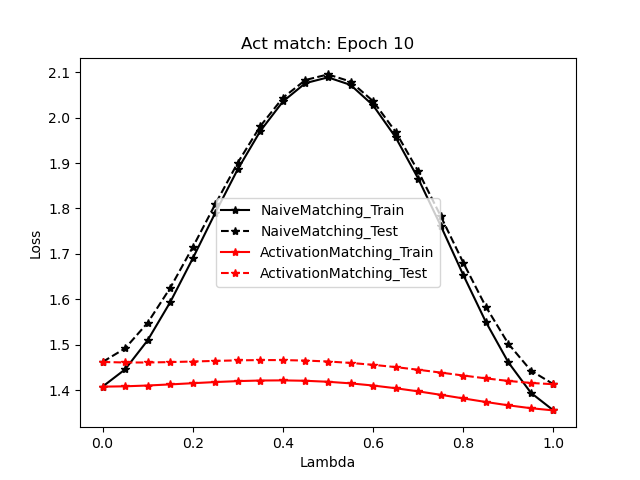 Act match: Epoch 10
Loss
2.1
2.0
1.9
1.8
1.7
1.6
1.5
1.4
NaiveMatching_Train
NaiveMatching_Test
ActivationMatching_Train
ActivationMatching_Test
0.0 0.2 0.4 0.6 0.8 1.0
Lambda